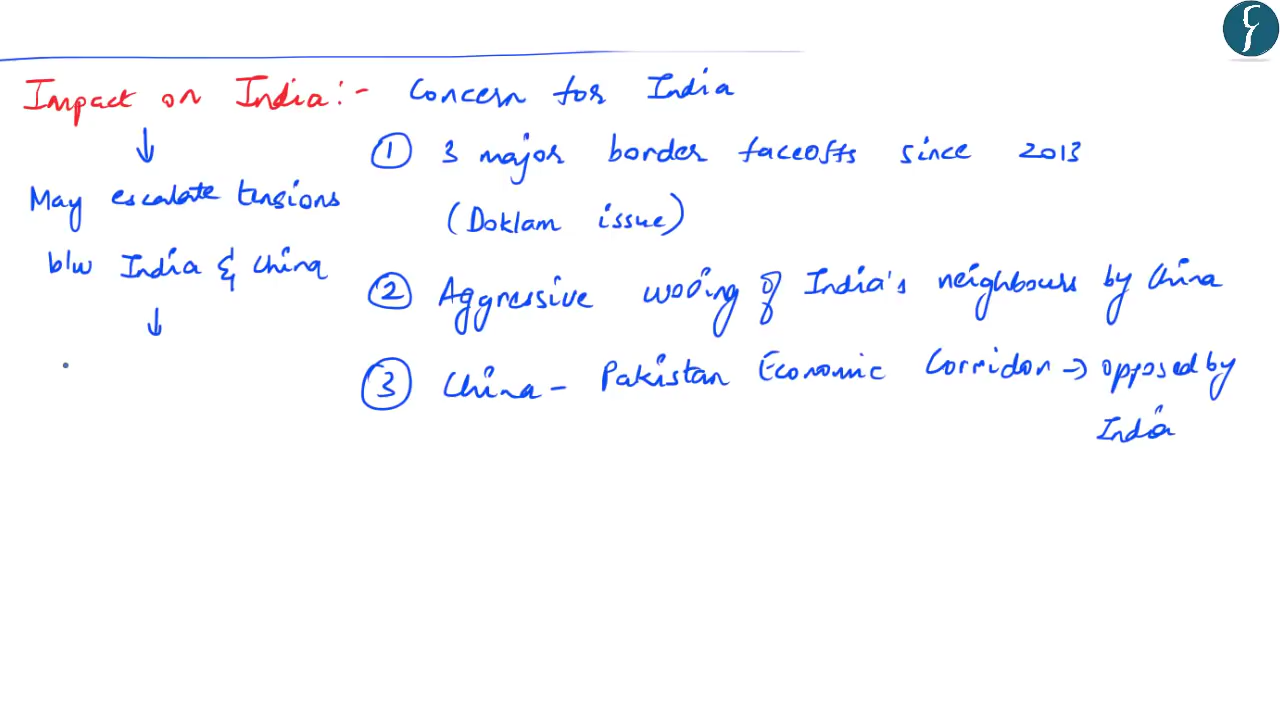 Impact on India:- Concern for India
↓
May escalate tensions
b/w India & China
↓
① 3 major border faceoffs since 2013
(Doklam issue)
② Aggressive wooing of India's neighbours by China
③ China - Pakistan Economic Corridor → opposed by
India